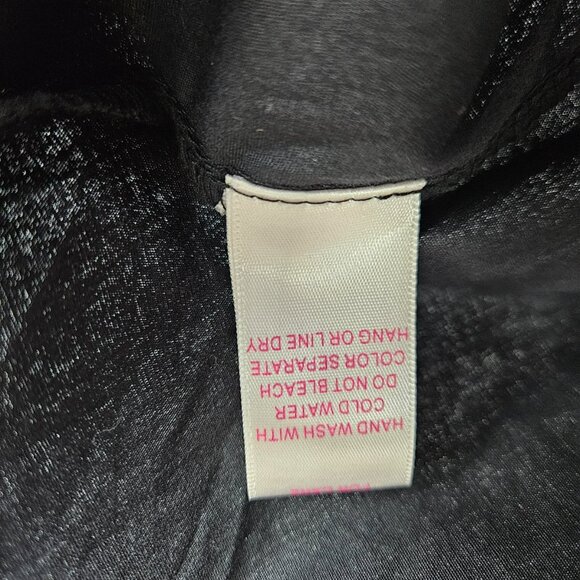 HAND WASH WITH
COLD WATER
DO NOT BLEACH
COLOR SEPARATE
HANG OR LINE DRY